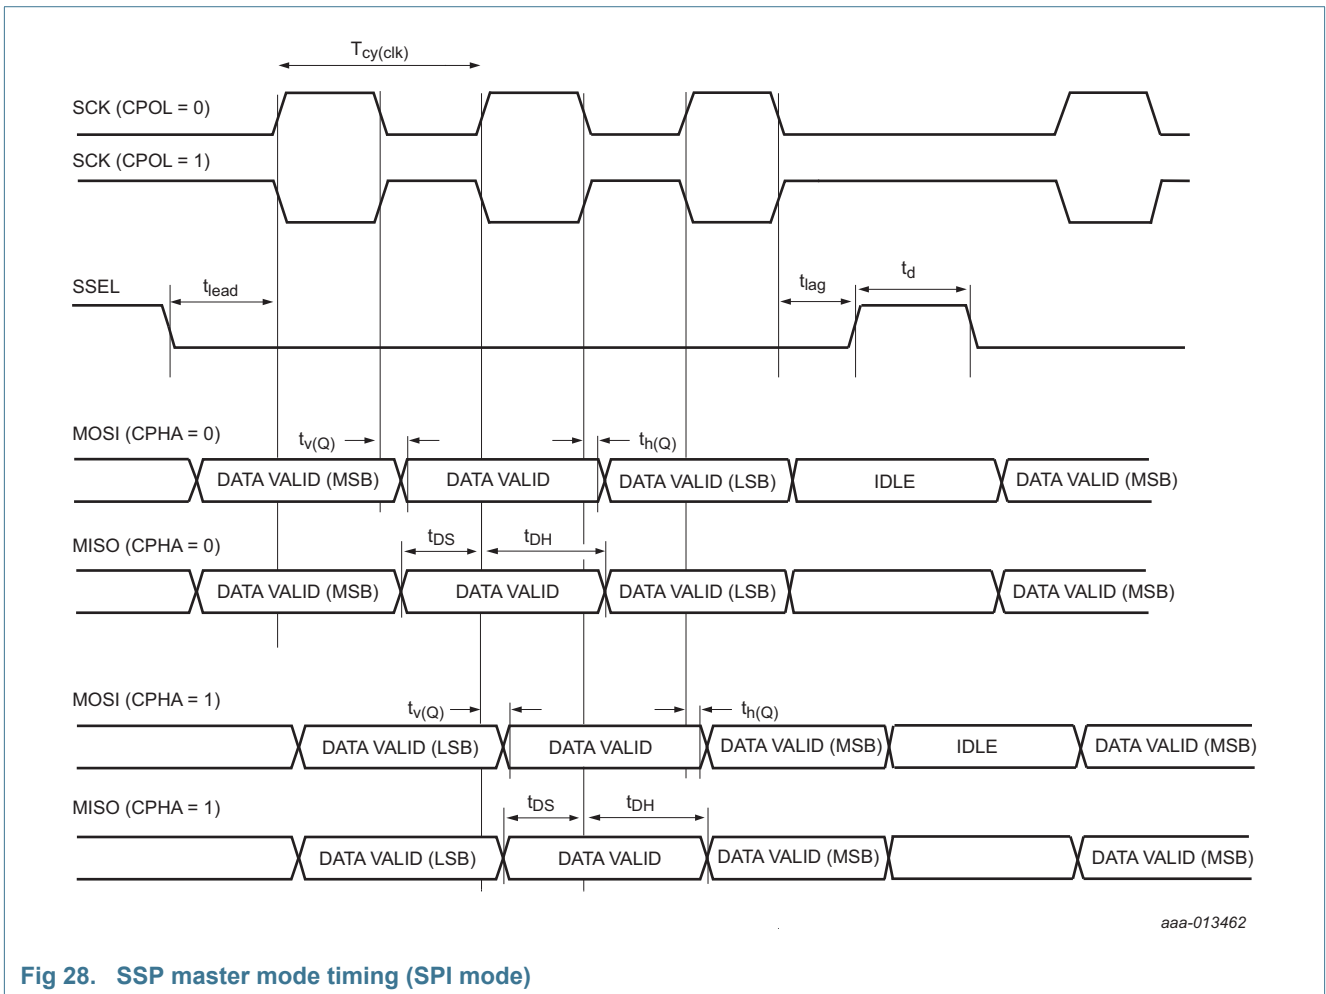 Tcy(clk)
SCK (CPOL = 0)
SCK (CPOL = 1)
SSEL
tlead
tlag
td
MOSI (CPHA = 0)
tv(Q)
th(Q)
DATA VALID (MSB) DATA VALID DATA VALID (LSB) IDLE DATA VALID (MSB)
MISO (CPHA = 0)
tDS
tDH
DATA VALID (MSB) DATA VALID DATA VALID (LSB) DATA VALID (MSB)
MOSI (CPHA = 1)
tv(Q)
th(Q)
DATA VALID (LSB) DATA VALID DATA VALID (MSB) IDLE DATA VALID (MSB)
MISO (CPHA = 1)
tDS
tDH
DATA VALID (LSB) DATA VALID DATA VALID (MSB) DATA VALID (MSB)
aaa-013462
Fig 28. SSP master mode timing (SPI mode)